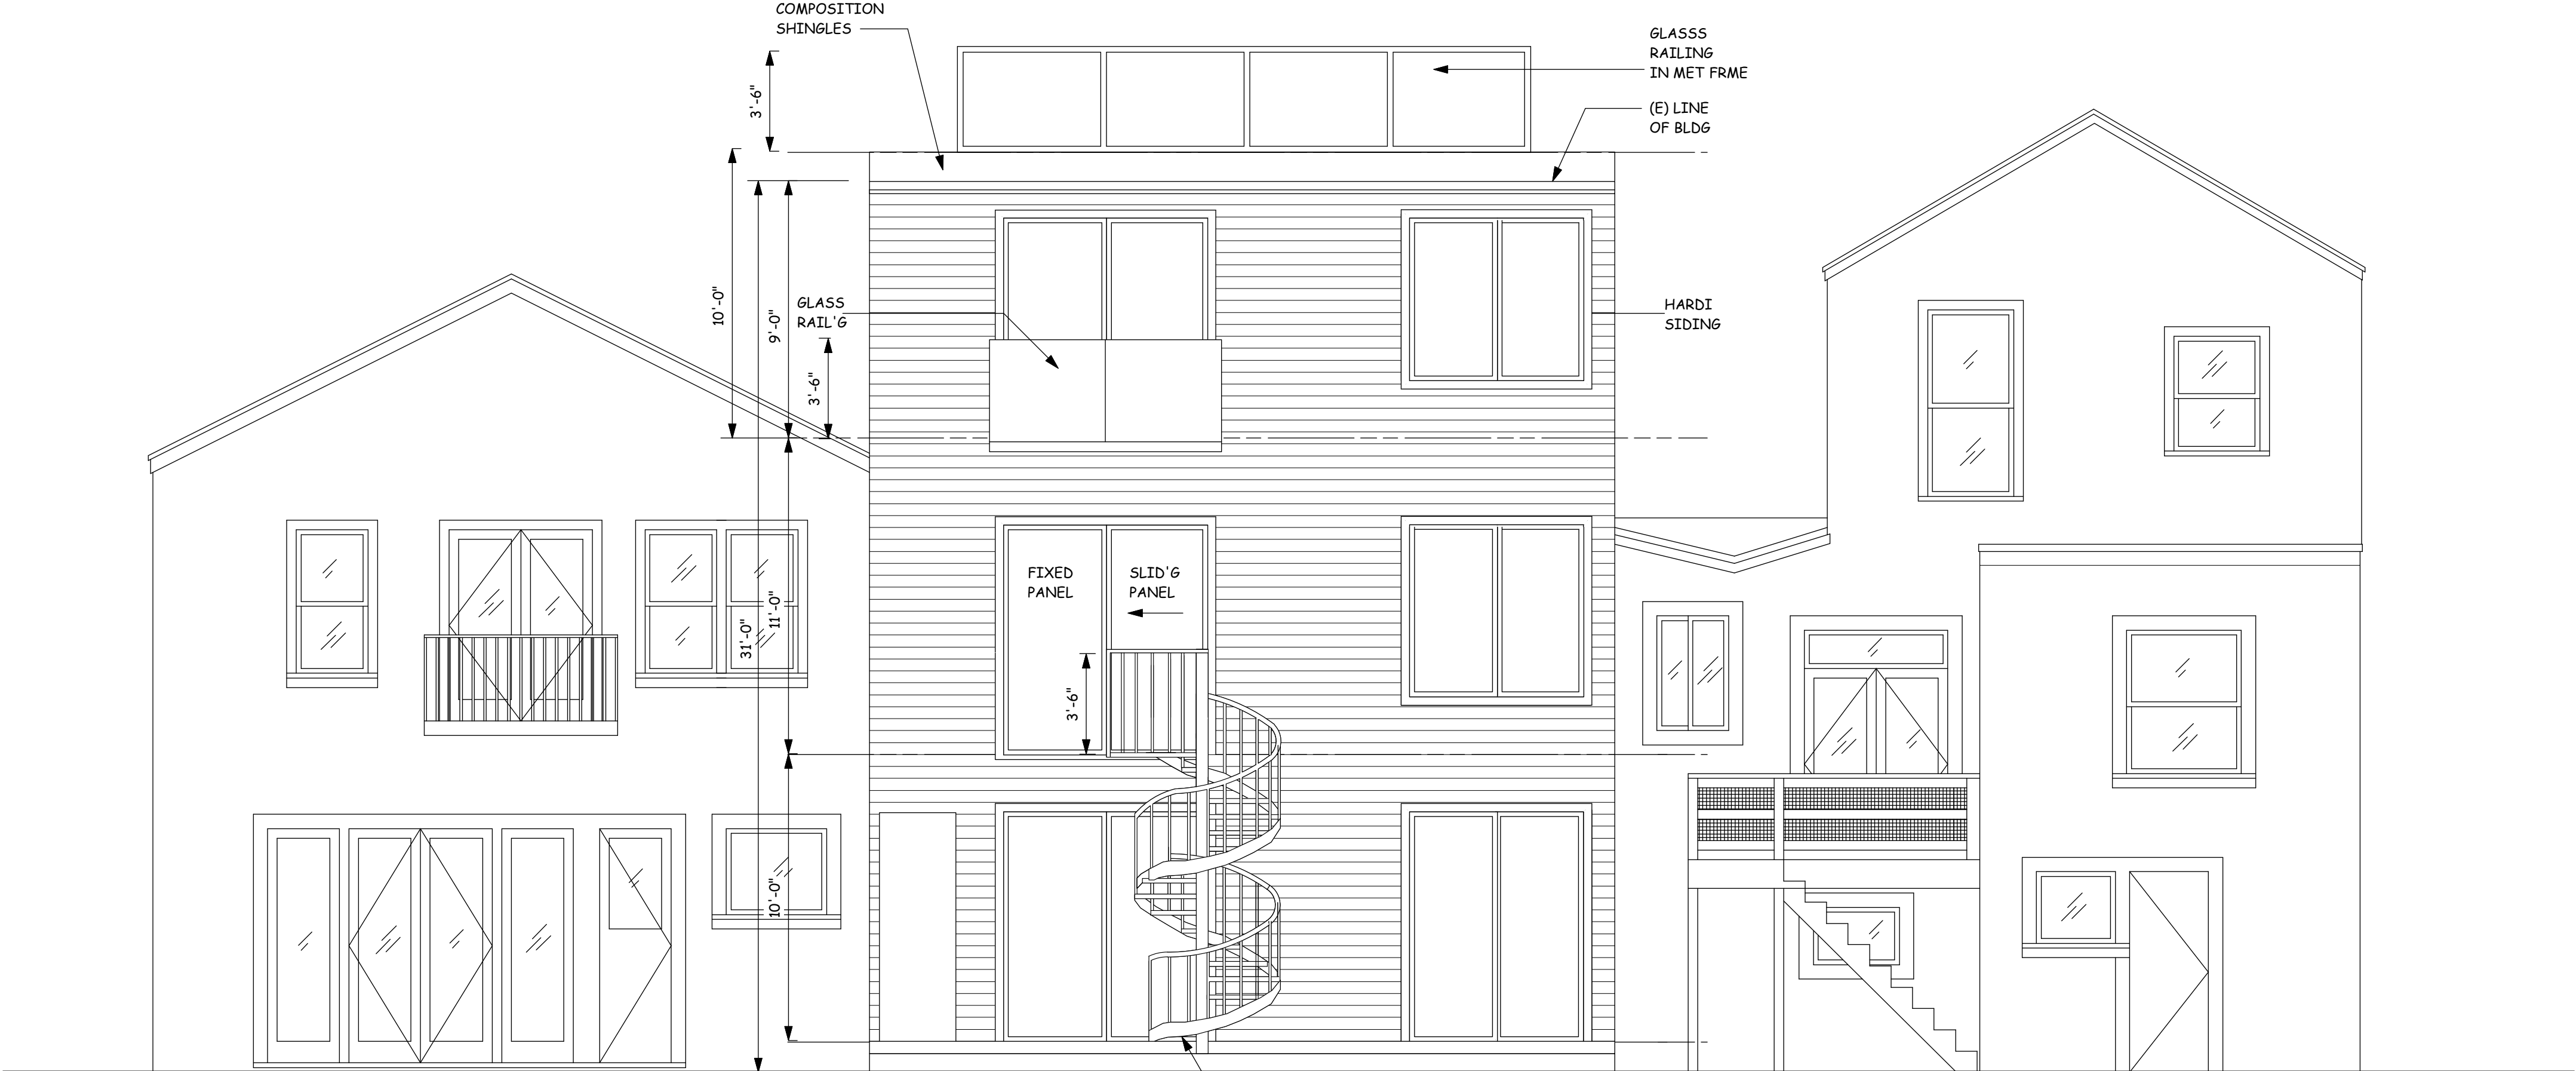 COMPOSITION
SHINGLES
GLASSS
RAILING
IN MET FRME
(E) LINE
OF BLDG
3'-6"
10'-0"
9'-0"
GLASS
RAIL'G
3'-6"
HARDI
SIDING
FIXED
PANEL
SLID'G
PANEL
11'-0"
31'-0"
3'-6"
10'-0"